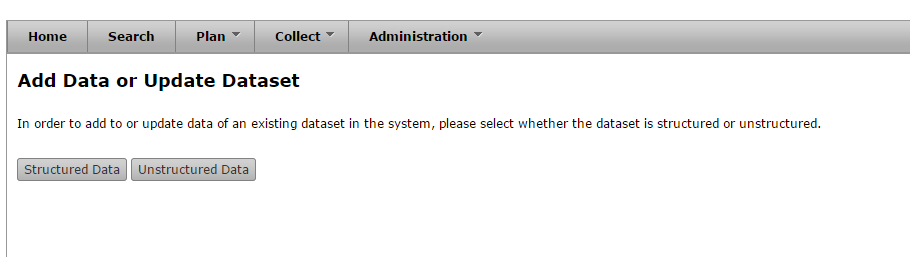 Home Search Plan Collect Administration
Add Data or Update Dataset
In order to add to or update data of an existing dataset in the system, please select whether the dataset is structured or unstructured.
Structured Data Unstructured Data